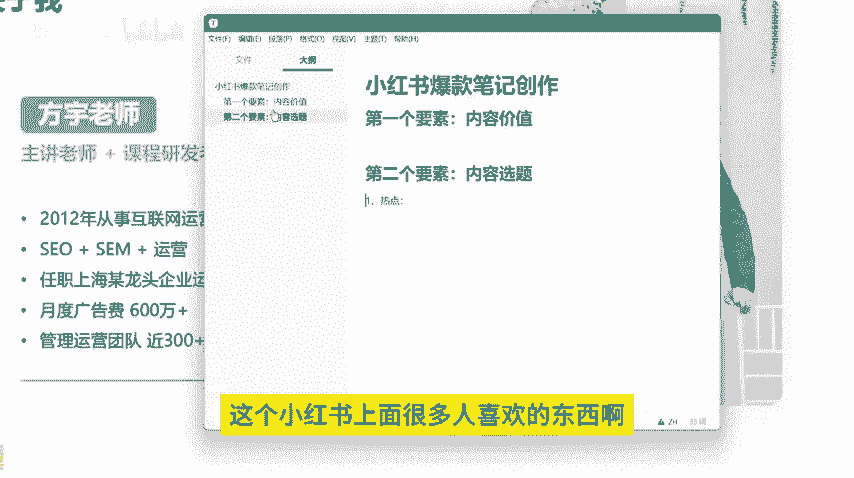 文件(F) 编辑(E) 段落(P) 格式(O) 视图(V) 主题(T) 帮助(H)
文件 大纲
小红书爆款笔记创作
第一个要素：内容价值
第二个要素：内容选题
小红书爆款笔记创作
第一个要素：内容价值
第二个要素：内容选题
1、热点：
方宇老师
主讲老师 + 课程研发
• 2012年从事互联网运营
• SEO + SEM + 运营
• 任职上海某龙头企业运
• 月度广告费 600万+
• 管理运营团队 近300+
ZH 33 词
这个小红书上面很多人喜欢的东西啊